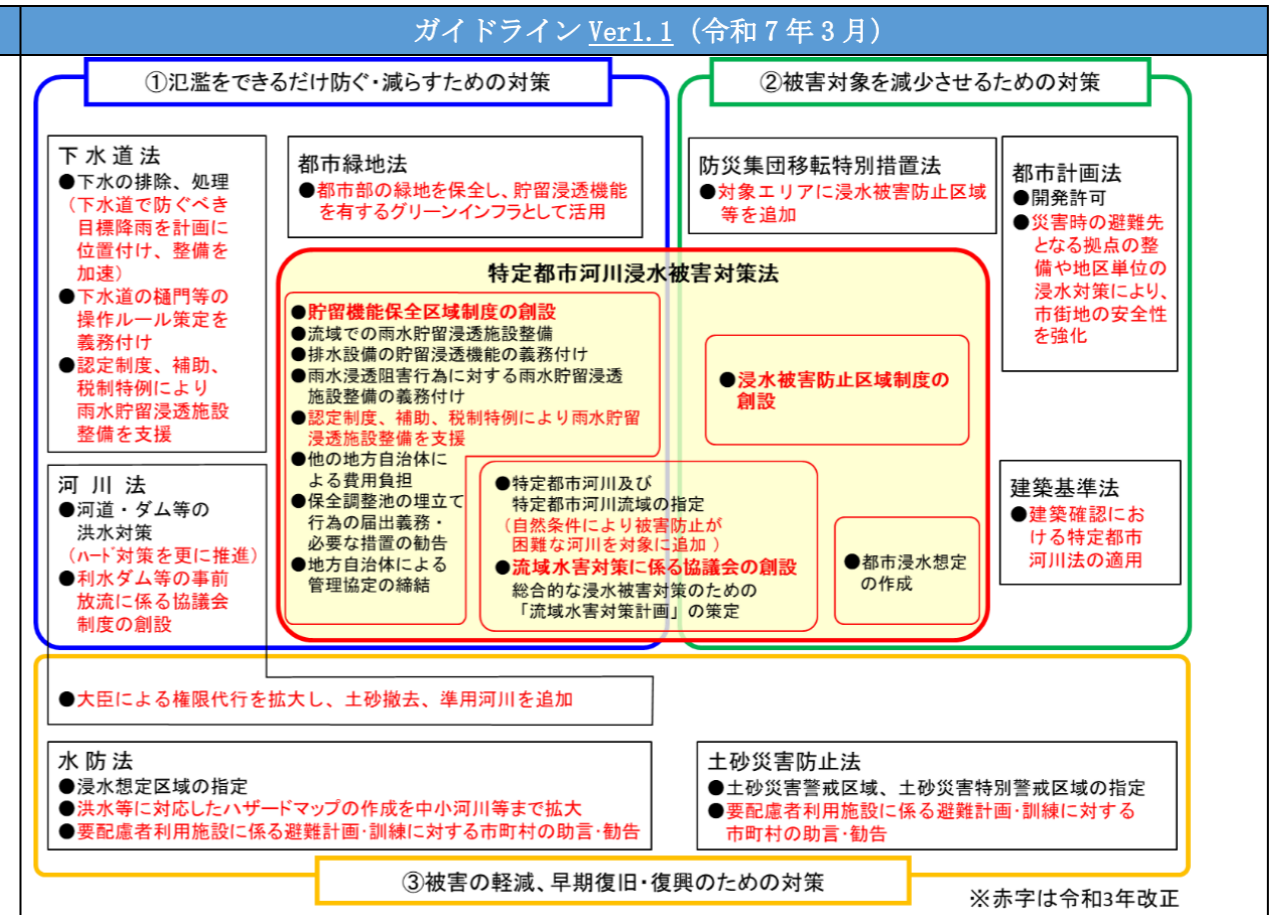 ガイドライン Ver1.1（令和７年３月）
①氾濫をできるだけ防ぐ・減らすための対策
②被害対象を減少させるための対策
下 水 道 法
●下水の排除、処理
（下水道で防ぐべき
目標降雨を計画に
位置付け、整備を
加速）
●下水道の樋門等の
操作ルール策定を
義務付け
●認定制度、補助、
税制特例により
雨水貯留浸透施設
整備を支援
都市緑地法
●都市部の緑地を保全し、貯留浸透機能
を有するグリーンインフラとして活用
防災集団移転特別措置法
●対象エリアに浸水被害防止区域
等を追加
都市計画法
●開発許可
●災害時の避難先
となる拠点の整
備や地区単位の
浸水対策により、
市街地の安全性
を強化
特定都市河川浸水被害対策法
●貯留機能保全区域制度の創設
●流域での雨水貯留浸透施設整備
●排水設備の貯留浸透機能の義務付け
●雨水浸透阻害行為に対する雨水貯留浸透
施設整備の義務付け
●認定制度、補助、税制特例により雨水貯留
浸透施設整備を支援
●他の地方自治体に
よる費用負担
●保全調整池の埋立て
行為の届出義務・
必要な措置の勧告
●地方自治体による
管理協定の締結
●浸水被害防止区域制度の
創設
●特定都市河川及び
特定都市河川流域の指定
（自然条件により被害防止が
困難な河川を対象に追加 ）
●流域水害対策に係る協議会の創設
総合的な浸水被害対策のための
「流域水害対策計画」の策定
●都市浸水想定
の作成
河 川 法
●河道・ダム等の
洪水対策
（ﾊｰﾄﾞ対策を更に推進）
●利水ダム等の事前
放流に係る協議会
制度の創設
建築基準法
●建築確認にお
ける特定都市
河川法の適用
●大臣による権限代行を拡大し、土砂撤去、準用河川を追加
水 防 法
●浸水想定区域の指定
●洪水等に対応したハザードマップの作成を中小河川等まで拡大
●要配慮者利用施設に係る避難計画・訓練に対する市町村の助言・勧告
土砂災害防止法
●土砂災害警戒区域、土砂災害特別警戒区域の指定
●要配慮者利用施設に係る避難計画・訓練に対する
市町村の助言・勧告
③被害の軽減、早期復旧・復興のための対策
※赤字は令和3年改正